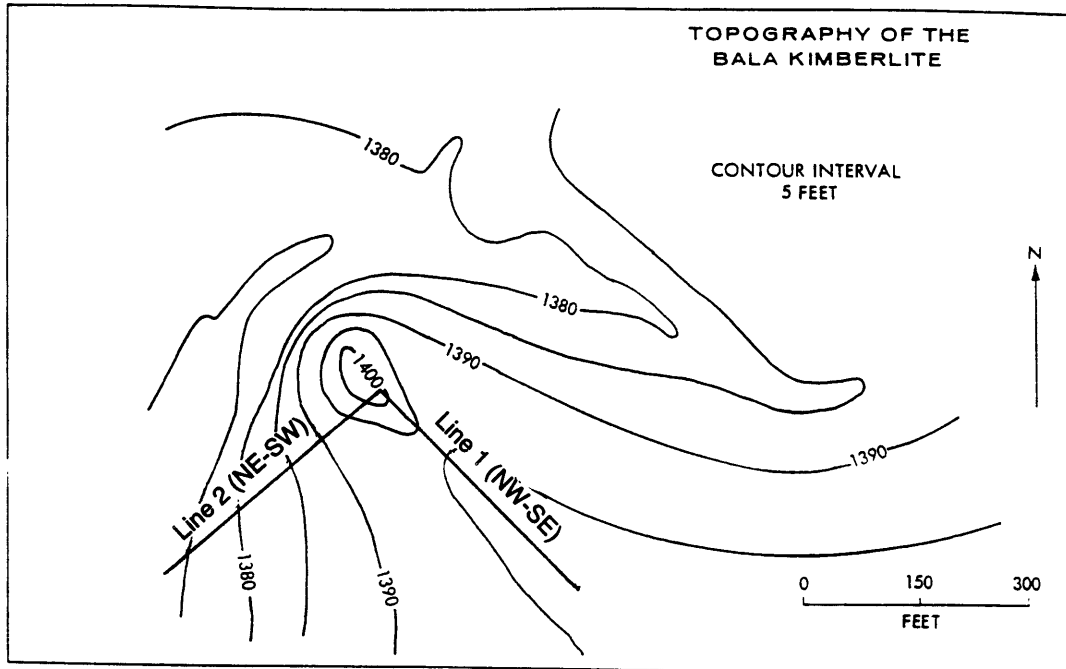 TOPOGRAPHY OF THE
BALA KIMBERLITE
CONTOUR INTERVAL
5 FEET
1380
N
1380
1390
1400
Line 2 (NE-SW)
Line 1 (NW-SE)
1390
1380
1390
0 150 300
FEET